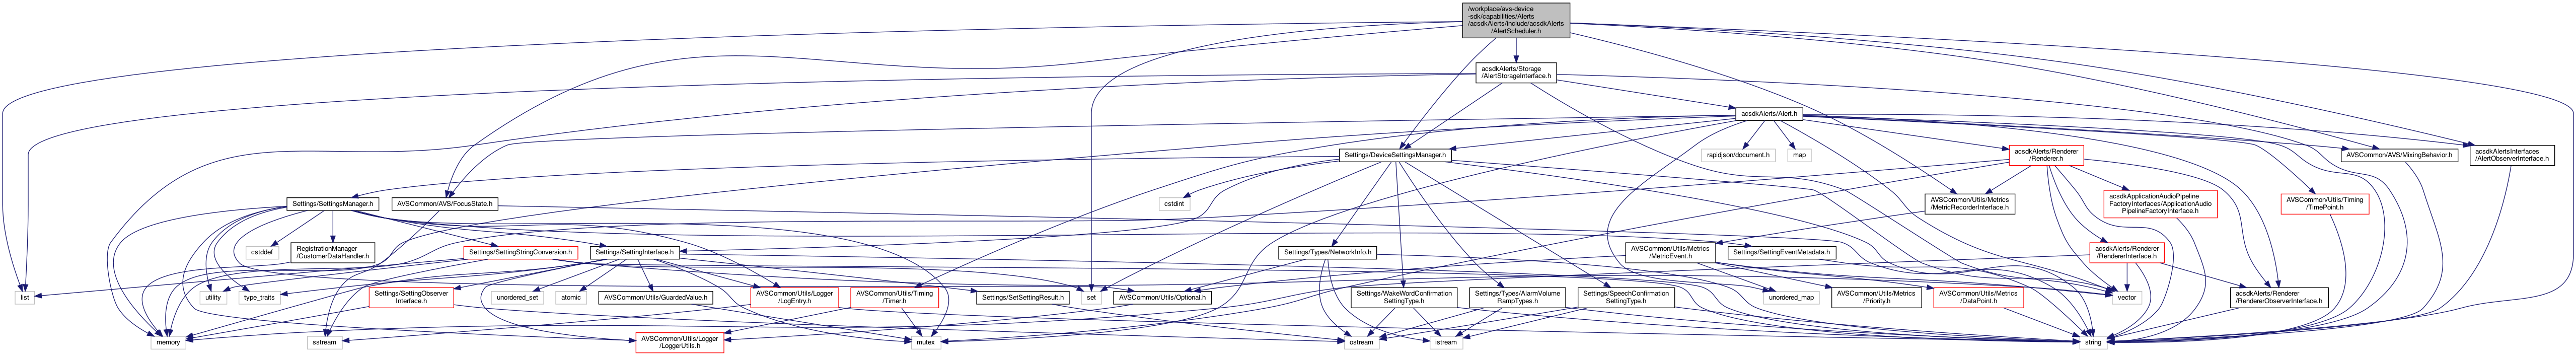 /workplace/avs-device
-sdk/capabilities/Alerts
/acsdkAlerts/include/acsdkAlerts
/AlertScheduler.h
acsdkAlerts/Storage
/AlertStorageInterface.h
acsdkAlerts/Alert.h
Settings/DeviceSettingsManager.h
rapidjson/document.h
map
acsdkAlerts/Renderer
/Renderer.h
AVSCommon/AVS/MixingBehavior.h
acsdkAlertsInterfaces
/AlertObserverInterface.h
Settings/SettingsManager.h
AVSCommon/AVS/FocusState.h
cstdint
AVSCommon/Utils/Metrics
/MetricRecorderInterface.h
acsdkApplicationAudioPipeline
FactoryInterfaces/ApplicationAudio
PipelineFactoryInterface.h
AVSCommon/Utils/Timing
/TimePoint.h
cstddef
RegistrationManager
/CustomerDataHandler.h
Settings/SettingStringConversion.h
Settings/SettingInterface.h
Settings/Types/NetworkInfo.h
AVSCommon/Utils/Metrics
/MetricEvent.h
Settings/SettingEventMetadata.h
acsdkAlerts/Renderer
/RendererInterface.h
list
utility
type_traits
Settings/SettingObserver
Interface.h
unordered_set
atomic
AVSCommon/Utils/GuardedValue.h
AVSCommon/Utils/Logger
/LogEntry.h
AVSCommon/Utils/Timing
/Timer.h
Settings/SetSettingResult.h
set
AVSCommon/Utils/Optional.h
Settings/WakeWordConfirmation
SettingType.h
Settings/Types/AlarmVolume
RampTypes.h
Settings/SpeechConfirmation
SettingType.h
unordered_map
AVSCommon/Utils/Metrics
/Priority.h
AVSCommon/Utils/Metrics
/DataPoint.h
vector
acsdkAlerts/Renderer
/RendererObserverInterface.h
memory
sstream
AVSCommon/Utils/Logger
/LoggerUtils.h
mutex
ostream
istream
string